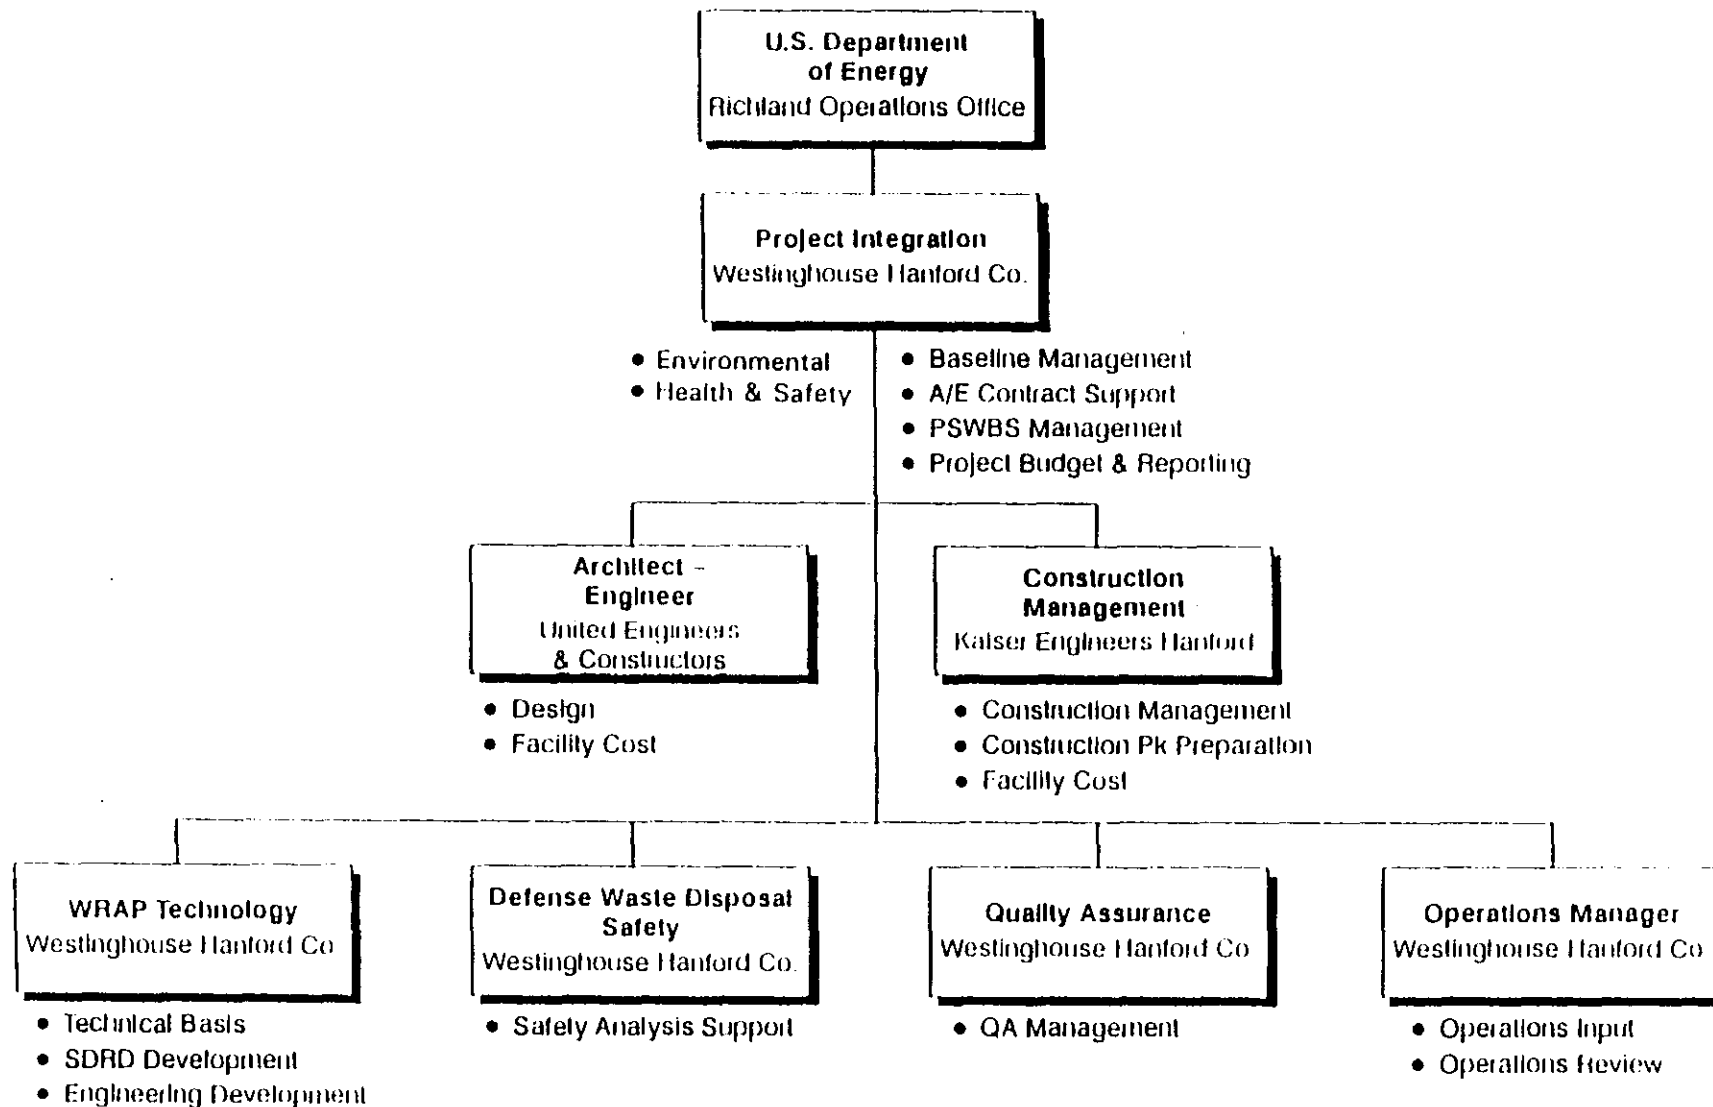 U.S. Department
of Energy
Richland Operations Office
Project Integration
Westinghouse Hanford Co.
● Environmental
● Health & Safety
● Baseline Management
● A/E Contract Support
● PSWBS Management
● Project Budget & Reporting
Architect –
Engineer
United Engineers
& Constructors
● Design
● Facility Cost
Construction
Management
Kaiser Engineers Hanford
● Construction Management
● Construction Pk Preparation
● Facility Cost
WRAP Technology
Westinghouse Hanford Co
● Technical Basis
● SDRD Development
● Engineering Development
Defense Waste Disposal
Safety
Westinghouse Hanford Co.
● Safety Analysis Support
Quality Assurance
Westinghouse Hanford Co
● QA Management
Operations Manager
Westinghouse Hanford Co
● Operations Input
● Operations Review